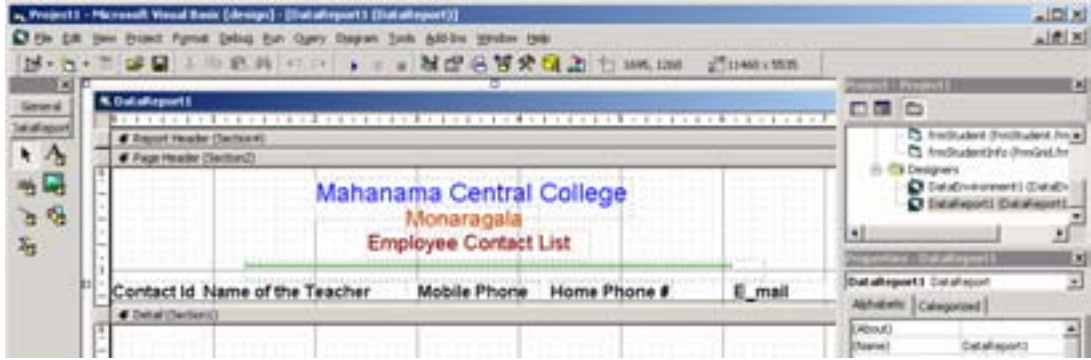 Project1 - Microsoft Visual Basic [design] - [DataReport1 (DataReport)]
File Edit View Project Format Debug Run Query Diagram Tools Add-Ins Window Help
1695, 1260
11460 x 5535
General
DataReport
DataReport1
Report Header (Section4)
Page Header (Section2)
Mahanama Central College
Monaragala
Employee Contact List
Contact Id Name of the Teacher Mobile Phone Home Phone # E_mail
Detail (Section1)
Project - Project1
frmStudent (frmStudent.frm
frmStudentInfo (frmGrid.frm
Designers
DataEnvironment1 (DataEn
DataReport1 (DataReport1
Properties - DataReport1
DataReport1 DataReport
Alphabetic Categorized
(About)
(Name) DataReport1